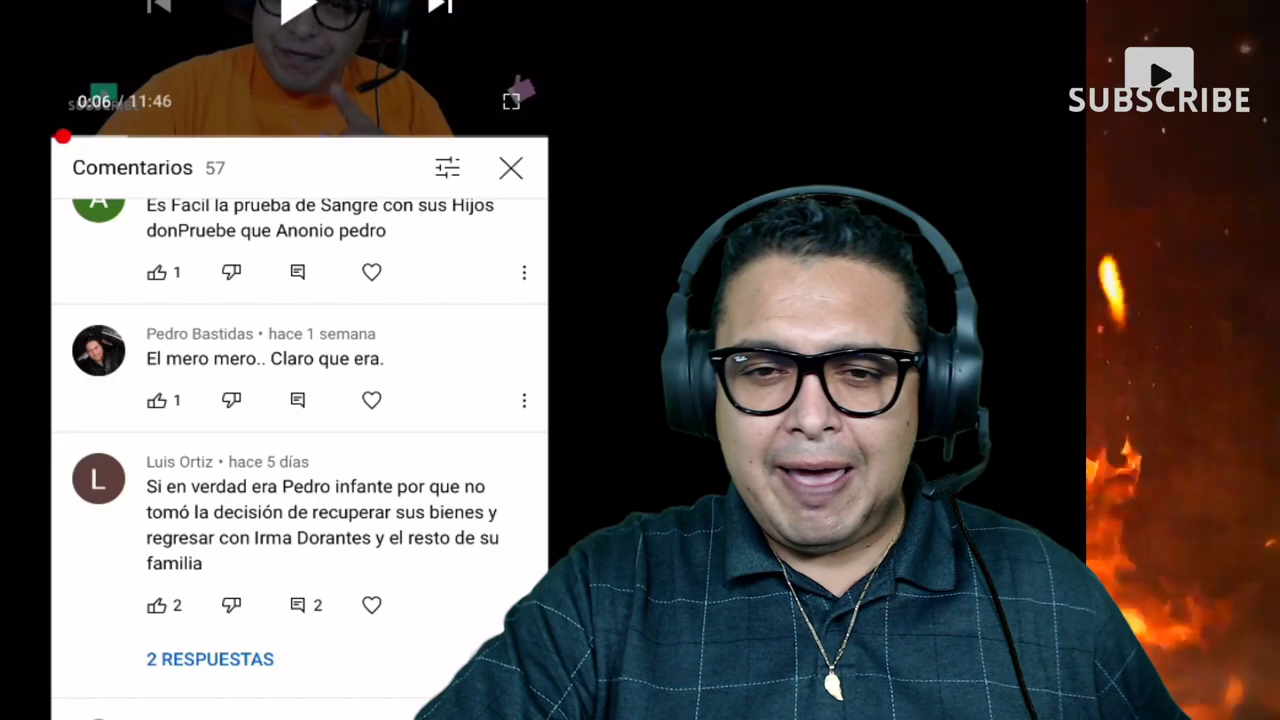 0:06 / 11:46
SUBSCRIBE
Comentarios 57
A
Es Facil la prueba de Sangre con sus Hijos
donPruebe que Anonio pedro
1
Pedro Bastidas • hace 1 semana
El mero mero.. Claro que era.
1
L
Luis Ortiz • hace 5 días
Si en verdad era Pedro infante por que no
tomó la decisión de recuperar sus bienes y
regresar con Irma Dorantes y el resto de su
familia
2 2
2 RESPUESTAS
SUBSCRIBE